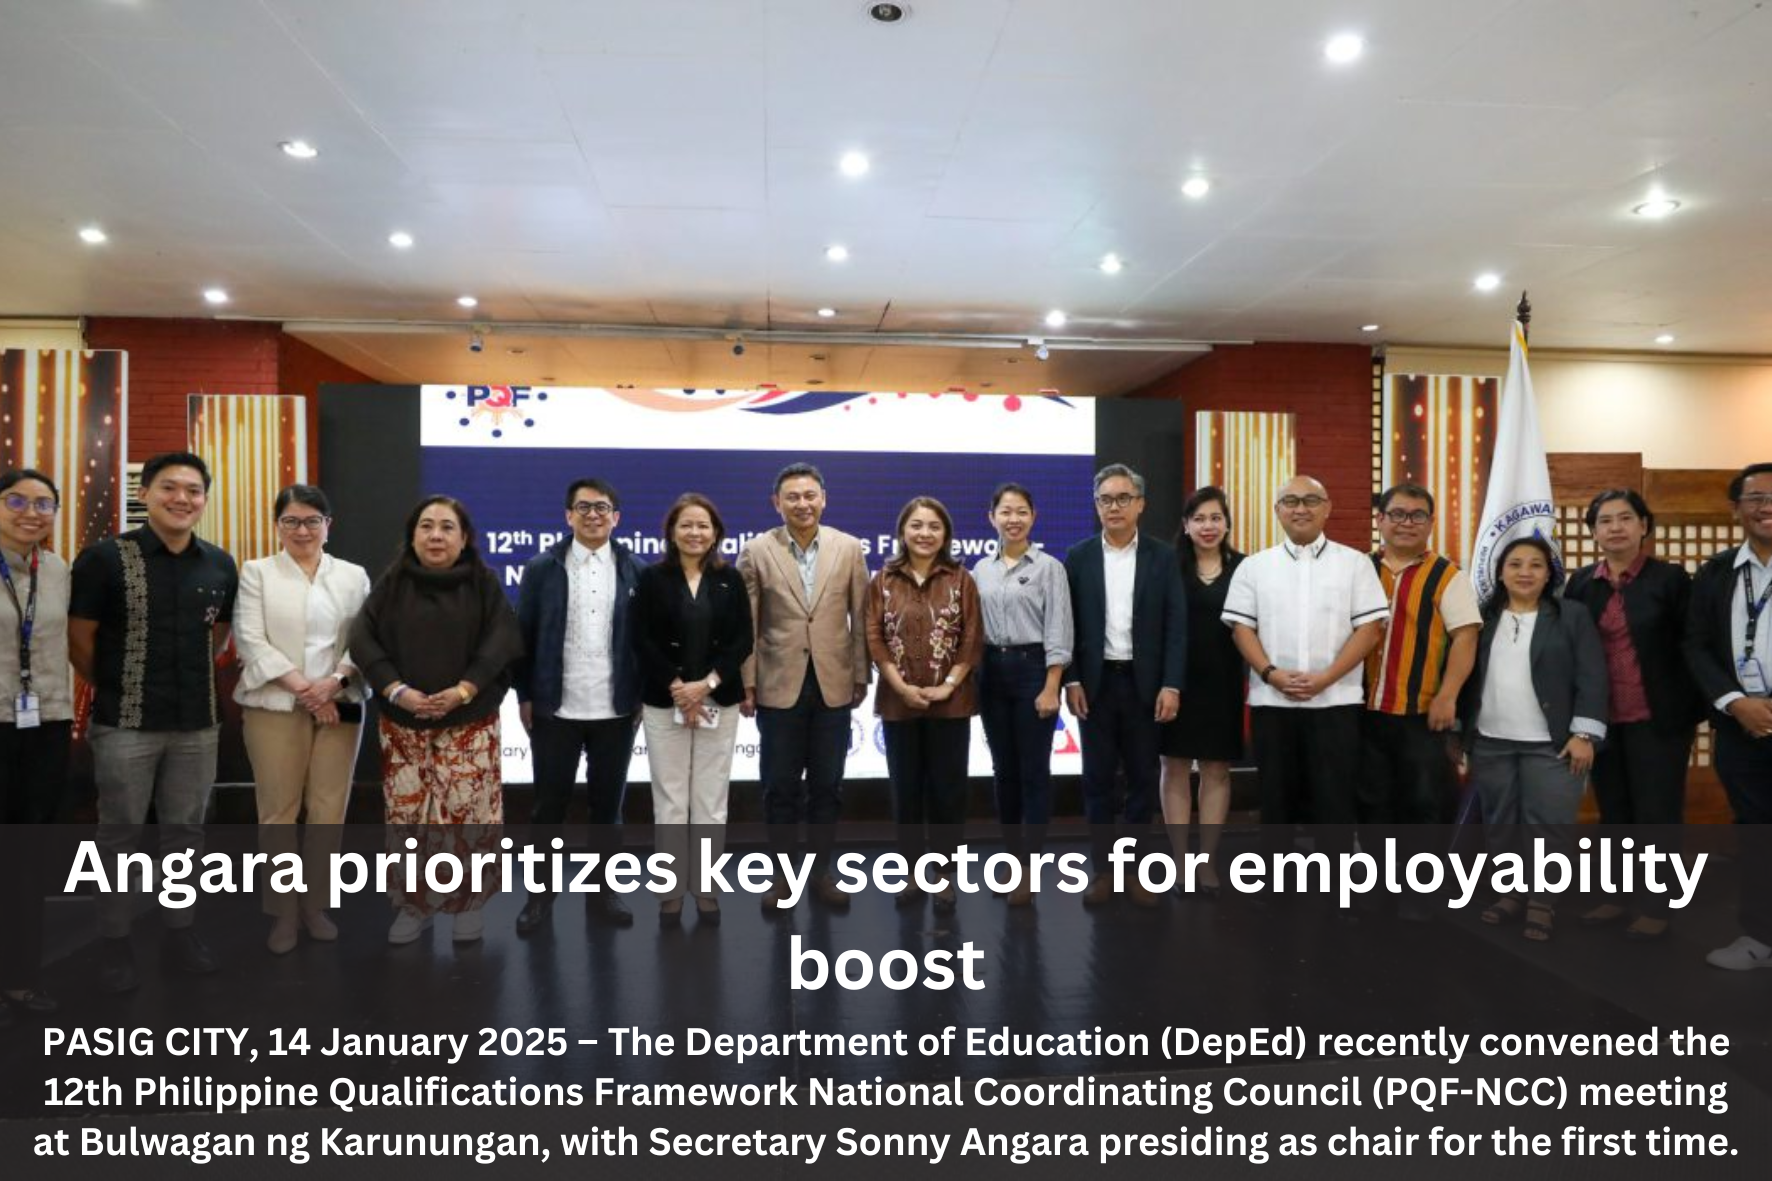 PQF
12th
KAGAWA
Angara prioritizes key sectors for employability
boost
PASIG CITY, 14 January 2025 – The Department of Education (DepEd) recently convened the
12th Philippine Qualifications Framework National Coordinating Council (PQF-NCC) meeting
at Bulwagan ng Karunungan, with Secretary Sonny Angara presiding as chair for the first time.